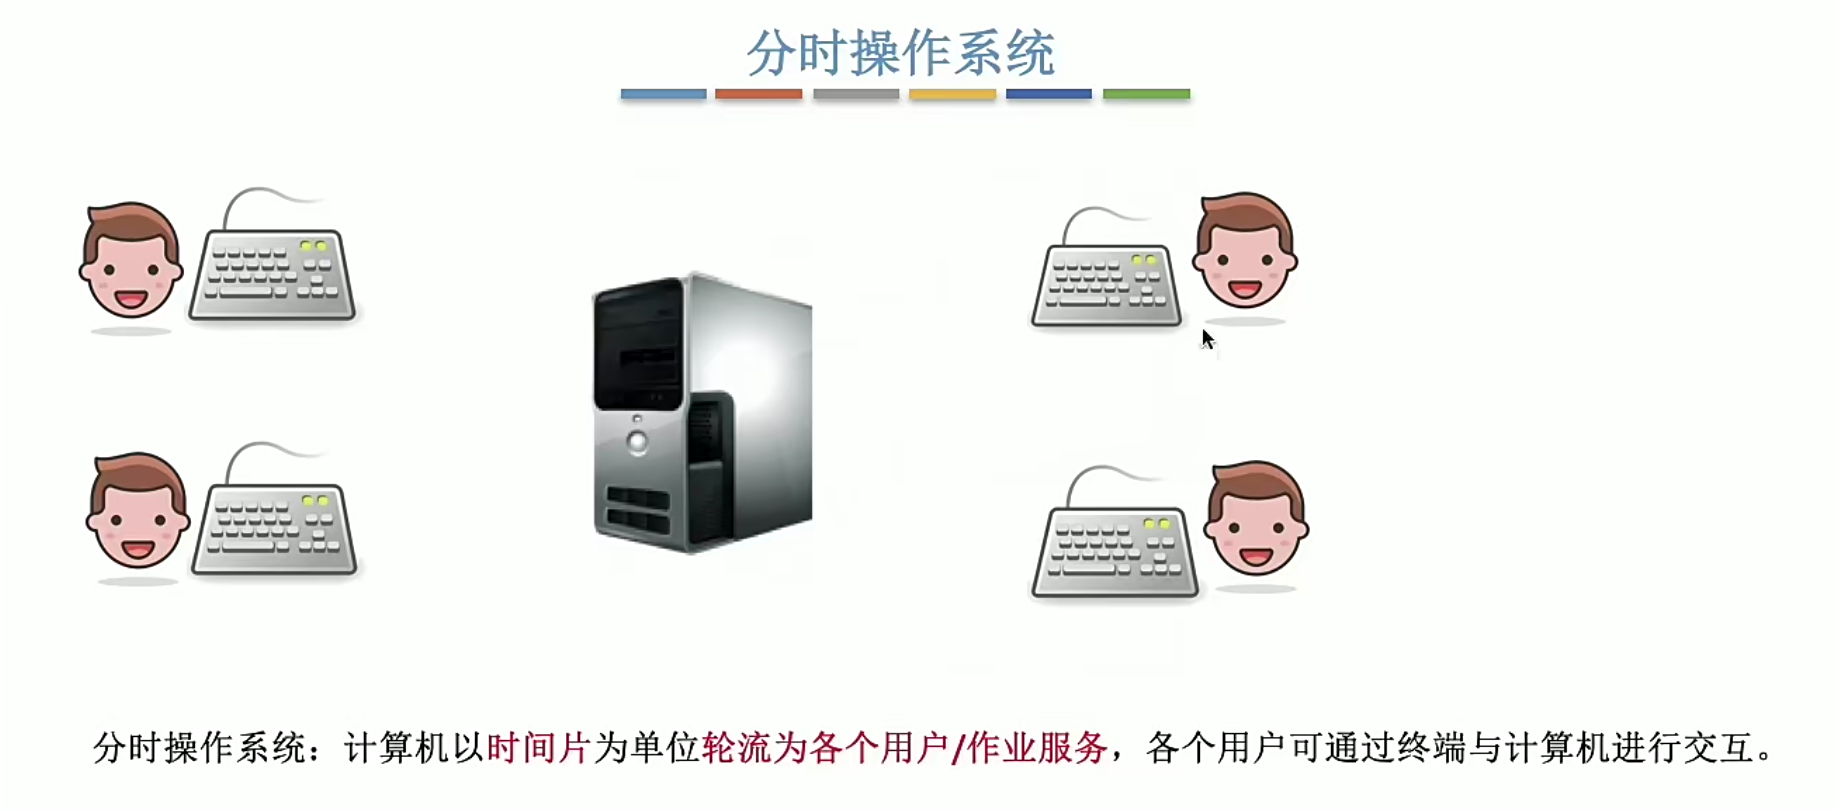 分时操作系统
分时操作系统：计算机以时间片为单位轮流为各个用户/作业服务，各个用户可通过终端与计算机进行交互。